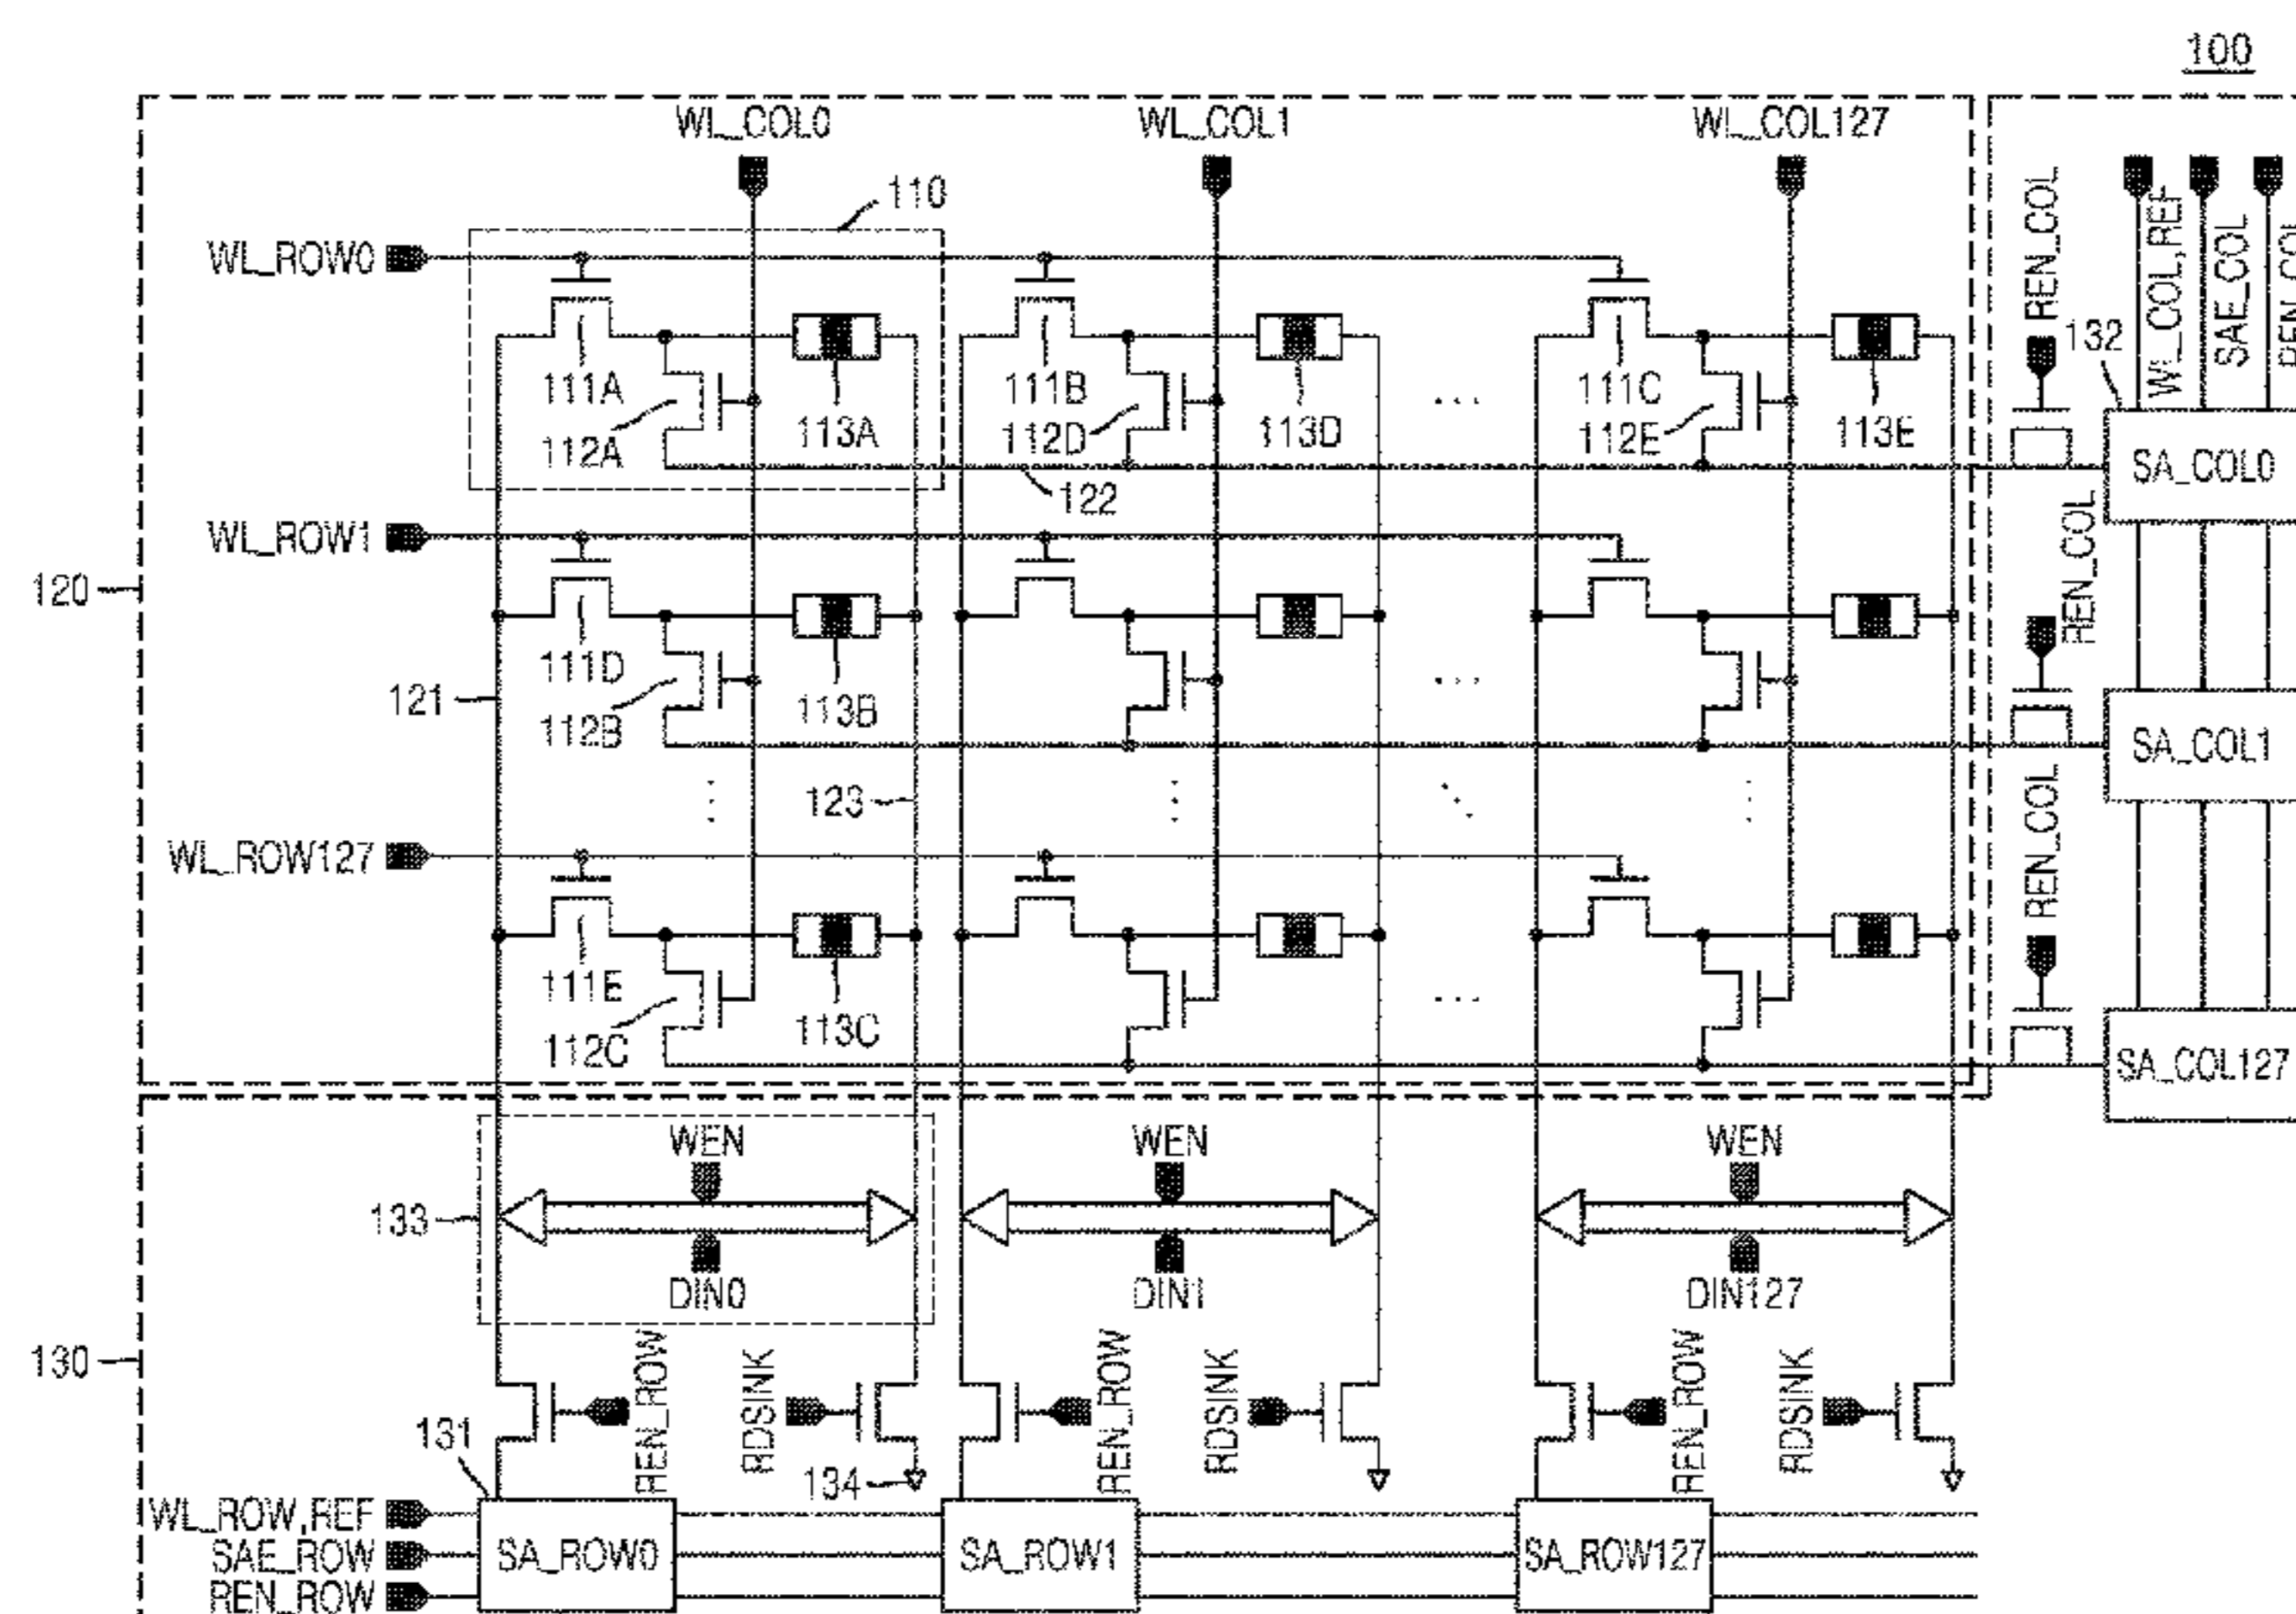 100
WL_COL0 WL_COL1 WL_COL127
110
WL_ROW0
REN_COL WL_COL,REF SAE_COL REN_COL
132
111A 111B 111C
112A 113A 112D 113D ... 112E 113E
SA_COL0
122
WL_ROW1
REN_COL
120
111D
121
112B 113B ...
SA_COL1
123
WL_ROW127
REN_COL
111E
112C 113C ...
SA_COL127
WEN WEN WEN
133
DIN0 DIN1 DIN127
130
REN_ROW RDSINK REN_ROW RDSINK REN_ROW RDSINK
131
134
WL_ROW,REF
SAE_ROW SA_ROW0 SA_ROW1 SA_ROW127
REN_ROW